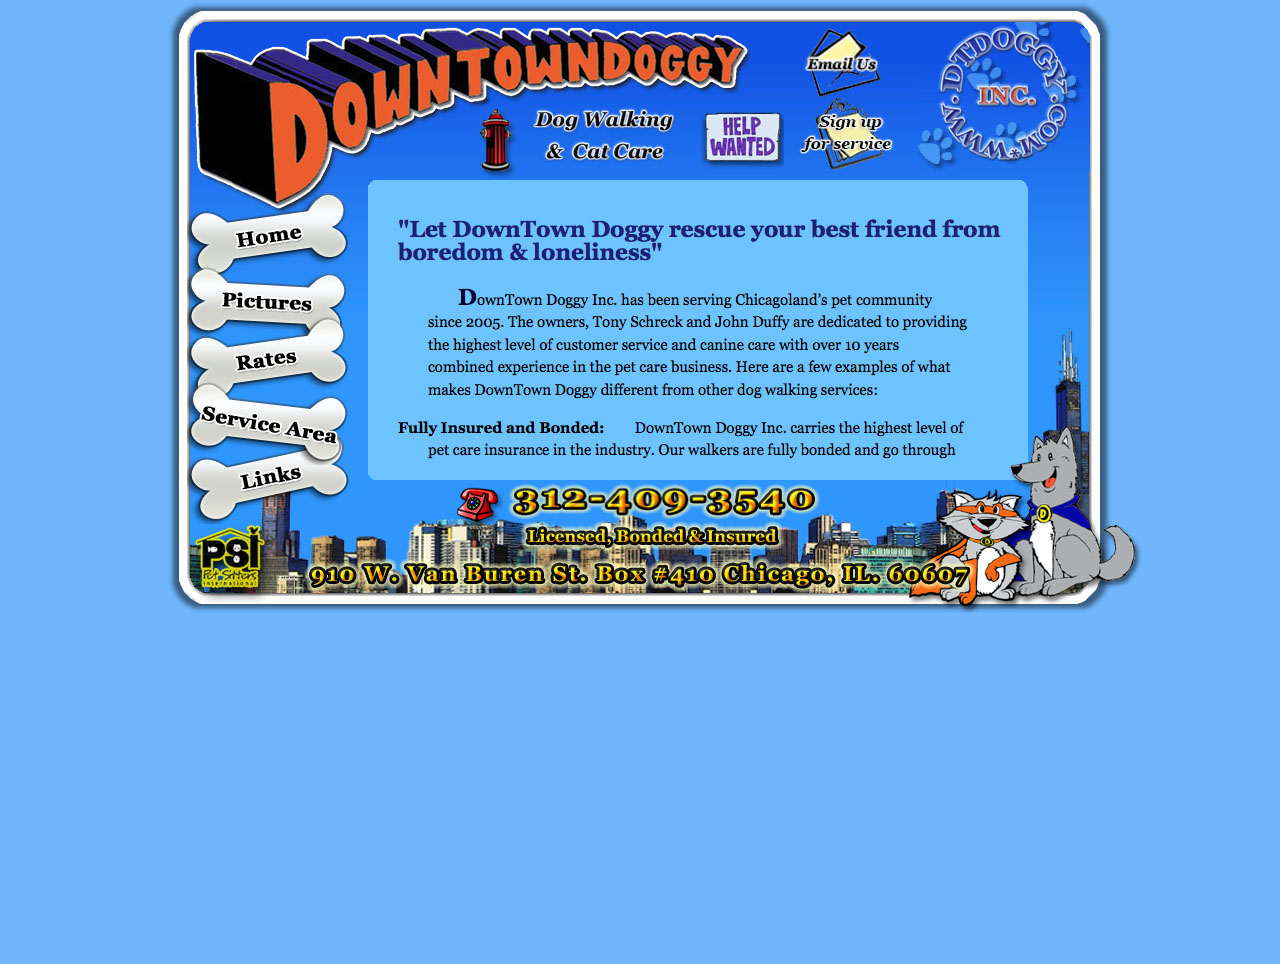 DOWNTOWNDOGGY
Dog Walking
& Cat Care
HELP
WANTED
Email Us
Sign up
for service
WWW.DTDOGGY.COM*
INC.
Home
Pictures
Rates
Service Area
Links
"Let DownTown Doggy rescue your best friend from
boredom & loneliness"
DownTown Doggy Inc. has been serving Chicagoland’s pet community
since 2005. The owners, Tony Schreck and John Duffy are dedicated to providing
the highest level of customer service and canine care with over 10 years
combined experience in the pet care business. Here are a few examples of what
makes DownTown Doggy different from other dog walking services:
Fully Insured and Bonded: DownTown Doggy Inc. carries the highest level of
pet care insurance in the industry. Our walkers are fully bonded and go through
312-409-3540
Licensed, Bonded & Insured
910 W. Van Buren St. Box #410 Chicago, IL. 60607
PSI
Pet Sitters
International
D
D